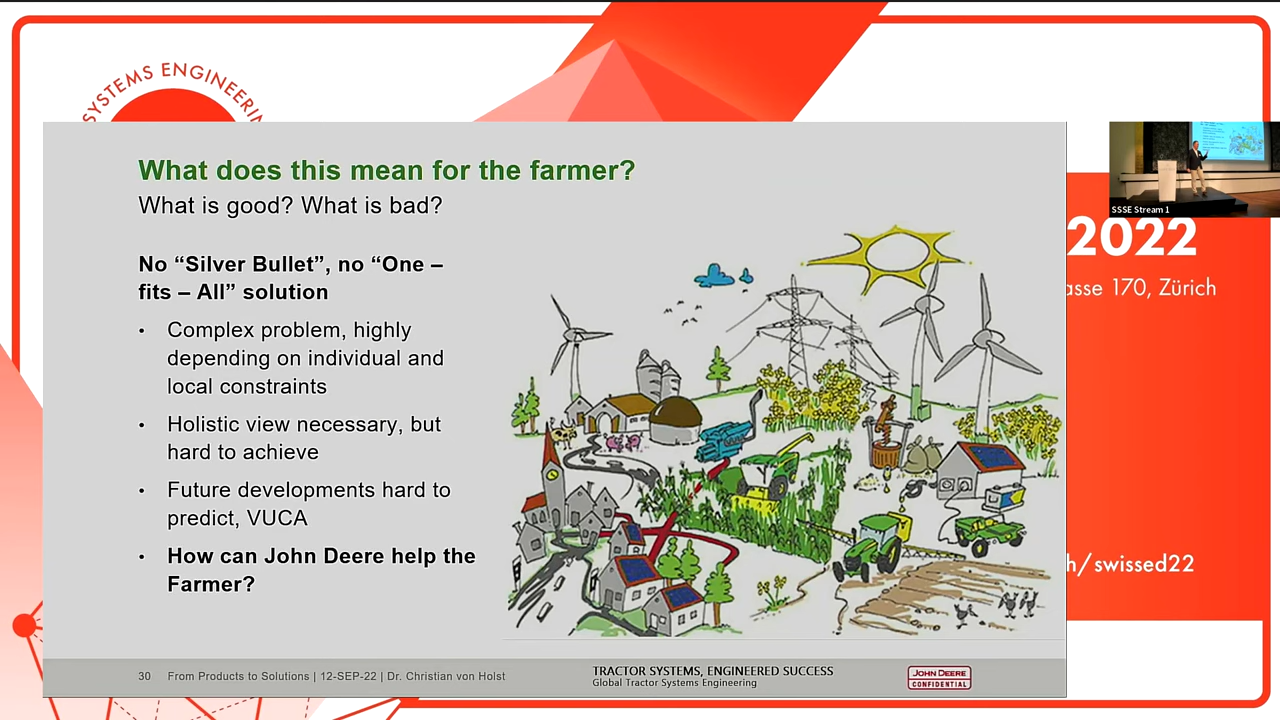 SYSTEMS ENGINEERIN
What does this mean for the farmer?
What is good? What is bad?
No “Silver Bullet”, no “One –
fits – All” solution
• Complex problem, highly
depending on individual and
local constraints
• Holistic view necessary, but
hard to achieve
• Future developments hard to
predict, VUCA
• How can John Deere help the
Farmer?
30 From Products to Solutions | 12-SEP-22 | Dr. Christian von Holst
TRACTOR SYSTEMS, ENGINEERED SUCCESS
Global Tractor Systems Engineering
JOHN DEERE
CONFIDENTIAL
SSSE Stream 1
2022
asse 170, Zürich
h/swissed22